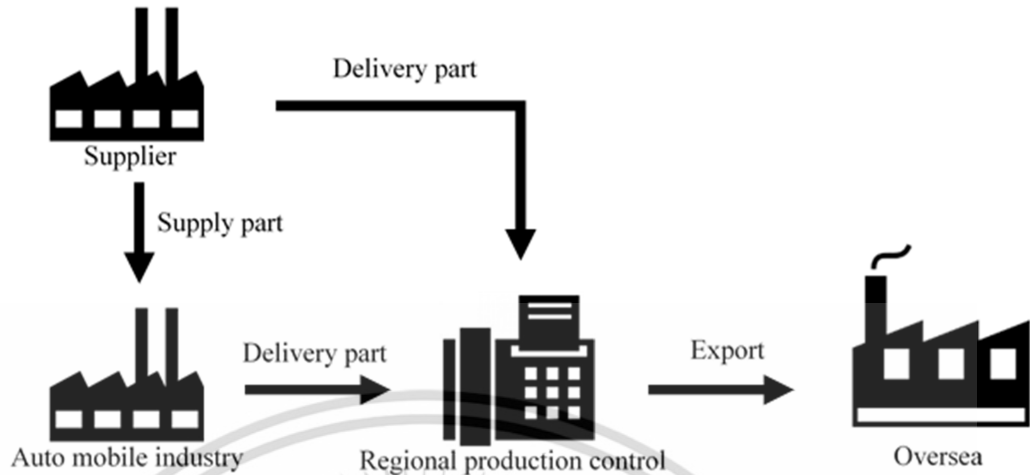 Delivery part
Supplier
Supply part
Delivery part
Export
Auto mobile industry
Regional production control
Oversea